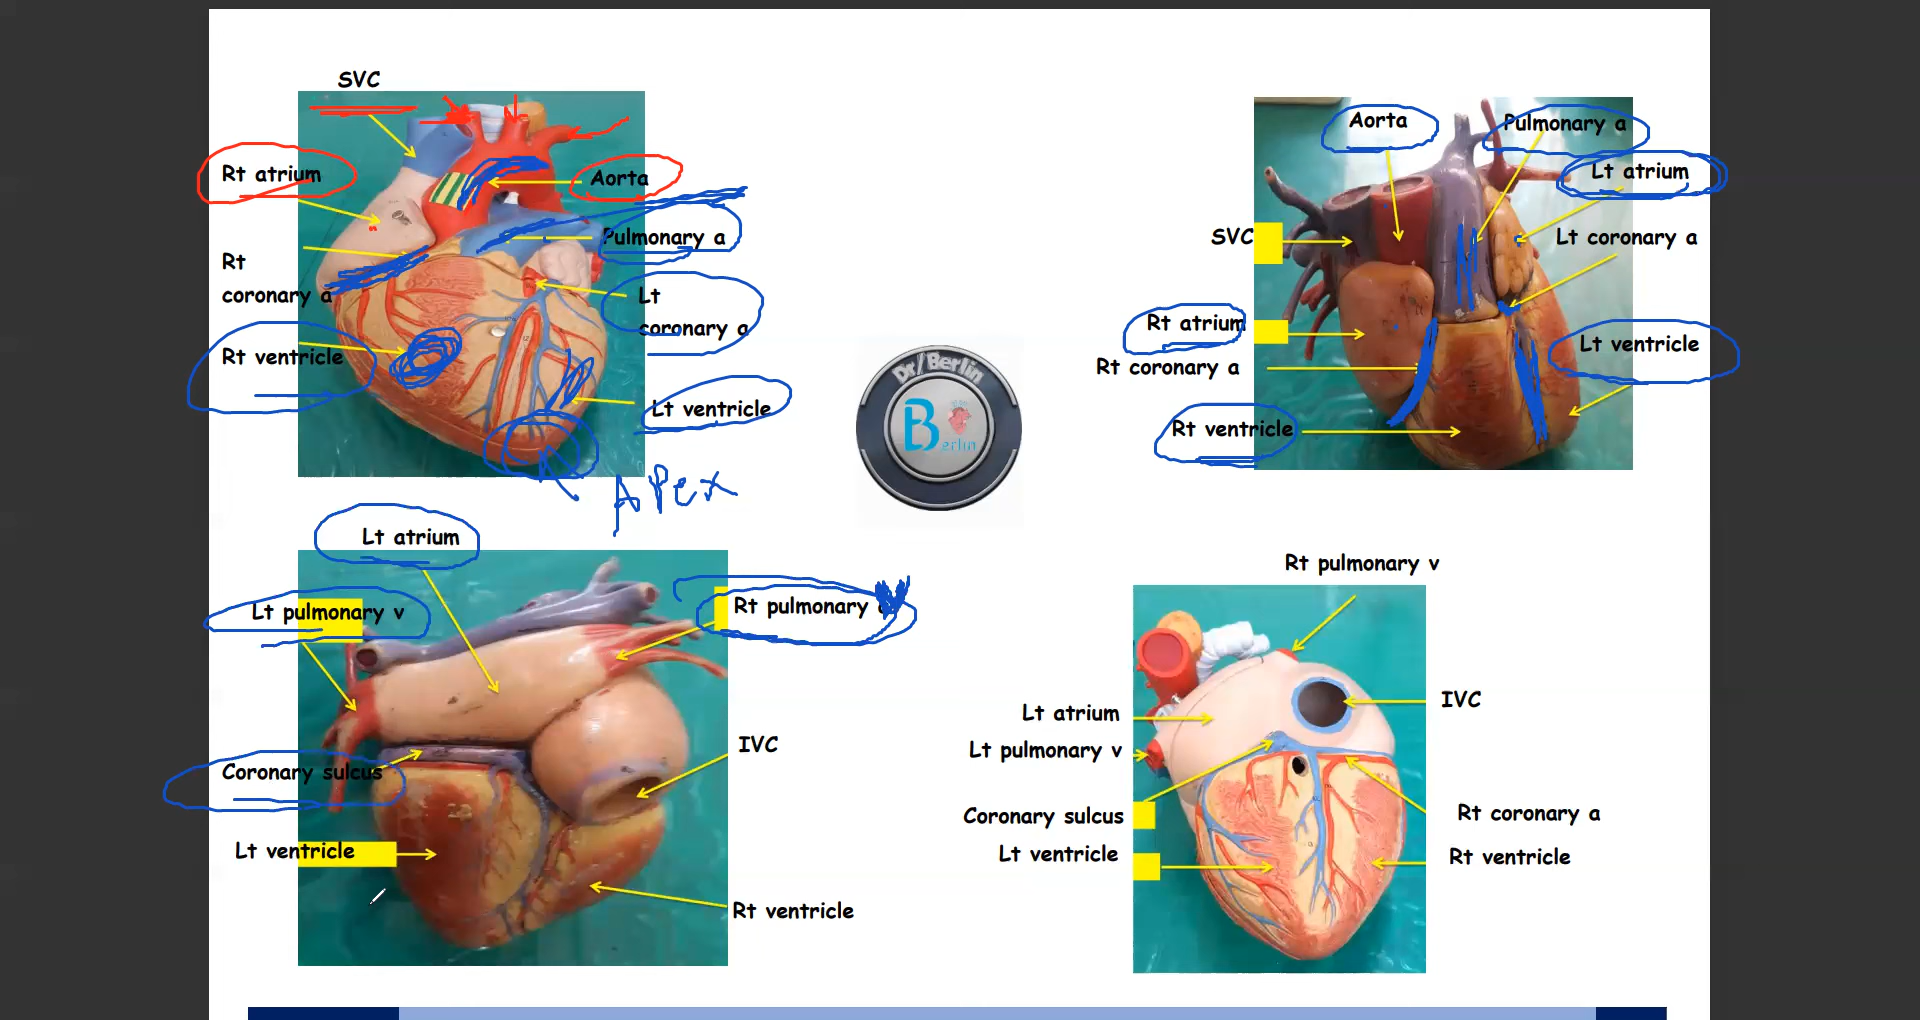 SVC
Rt atrium
Aorta
Pulmonary a
Rt
coronary a
Lt
coronary a
Rt ventricle
Lt ventricle
Apex
Aorta
Pulmonary a
Lt atrium
SVC
Lt coronary a
Rt atrium
Lt ventricle
Rt coronary a
Rt ventricle
Dr/Berlin
Berlin
Lt atrium
Lt pulmonary v
Rt pulmonary
Coronary sulcus
IVC
Lt ventricle
Rt ventricle
Rt pulmonary v
Lt atrium
IVC
Lt pulmonary v
Coronary sulcus
Rt coronary a
Lt ventricle
Rt ventricle